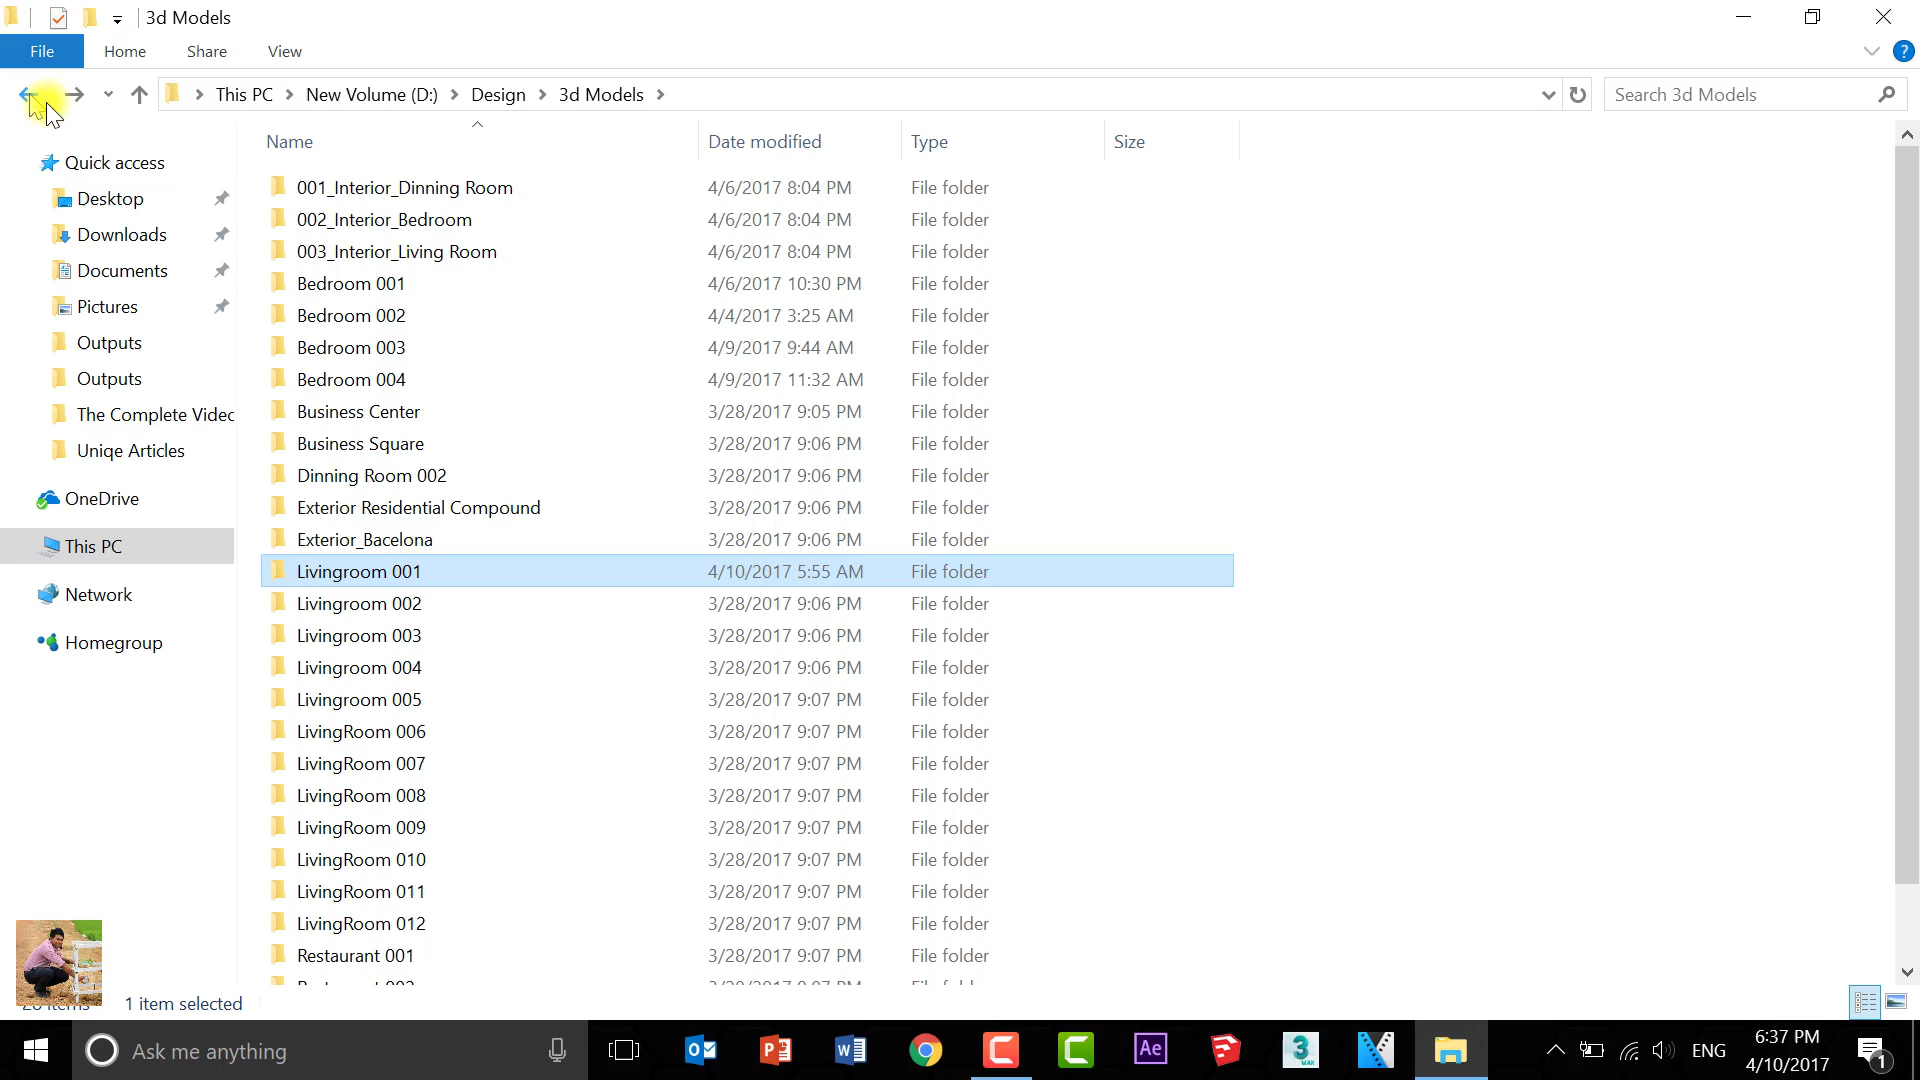 3d Models
File Home Share View
This PC New Volume (D:) Design 3d Models
Search 3d Models
Name Date modified Type Size
Quick access
Desktop
Downloads
Documents
Pictures
Outputs
Outputs
The Complete Videc
Uniqe Articles
OneDrive
This PC
Network
Homegroup
001_Interior_Dinning Room 4/6/2017 8:04 PM File folder
002_Interior_Bedroom 4/6/2017 8:04 PM File folder
003_Interior_Living Room 4/6/2017 8:04 PM File folder
Bedroom 001 4/6/2017 10:30 PM File folder
Bedroom 002 4/4/2017 3:25 AM File folder
Bedroom 003 4/9/2017 9:44 AM File folder
Bedroom 004 4/9/2017 11:32 AM File folder
Business Center 3/28/2017 9:05 PM File folder
Business Square 3/28/2017 9:06 PM File folder
Dinning Room 002 3/28/2017 9:06 PM File folder
Exterior Residential Compound 3/28/2017 9:06 PM File folder
Exterior_Bacelona 3/28/2017 9:06 PM File folder
Livingroom 001 4/10/2017 5:55 AM File folder
Livingroom 002 3/28/2017 9:06 PM File folder
Livingroom 003 3/28/2017 9:06 PM File folder
Livingroom 004 3/28/2017 9:06 PM File folder
Livingroom 005 3/28/2017 9:07 PM File folder
LivingRoom 006 3/28/2017 9:07 PM File folder
LivingRoom 007 3/28/2017 9:07 PM File folder
LivingRoom 008 3/28/2017 9:07 PM File folder
LivingRoom 009 3/28/2017 9:07 PM File folder
LivingRoom 010 3/28/2017 9:07 PM File folder
LivingRoom 011 3/28/2017 9:07 PM File folder
LivingRoom 012 3/28/2017 9:07 PM File folder
Restaurant 001 3/28/2017 9:07 PM File folder
1 item selected
Ask me anything
Ae
3
MAX
ENG
6:37 PM
4/10/2017
1